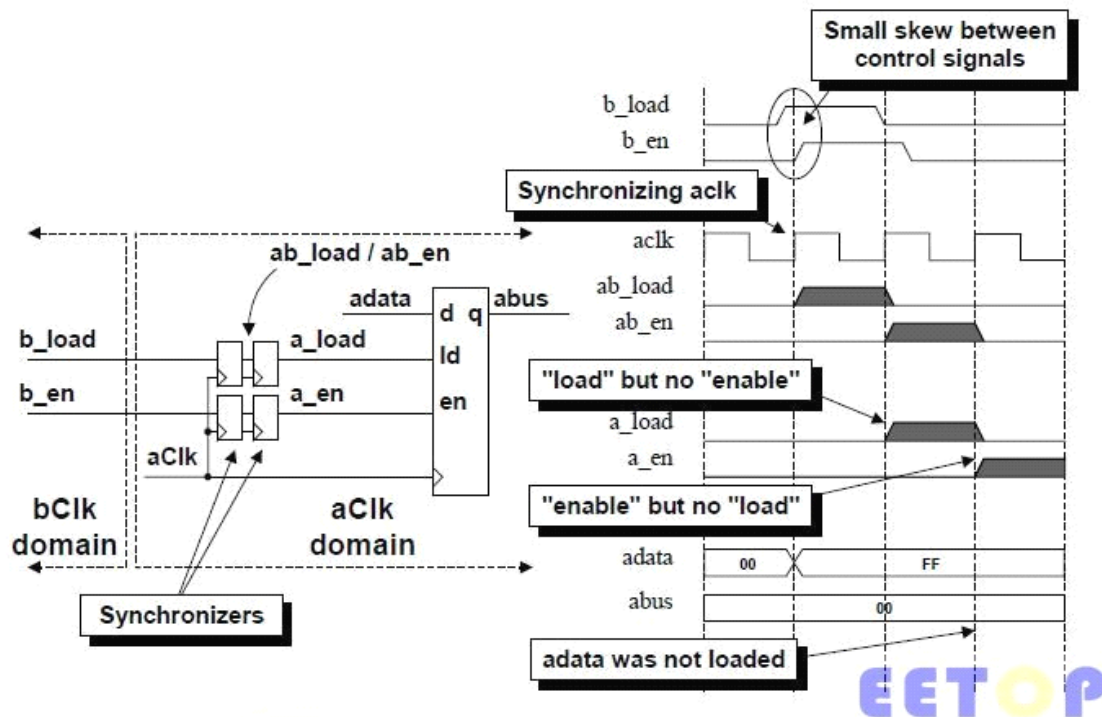 Small skew between
control signals
b_load
b_en
Synchronizing aclk
aclk
ab_load
ab_en
"load" but no "enable"
a_load
a_en
"enable" but no "load"
adata
00
FF
abus
00
adata was not loaded
ab_load / ab_en
adata
abus
d q
b_load
a_load
ld
b_en
a_en
en
aClk
bClk
domain
aClk
domain
Synchronizers
EETOP